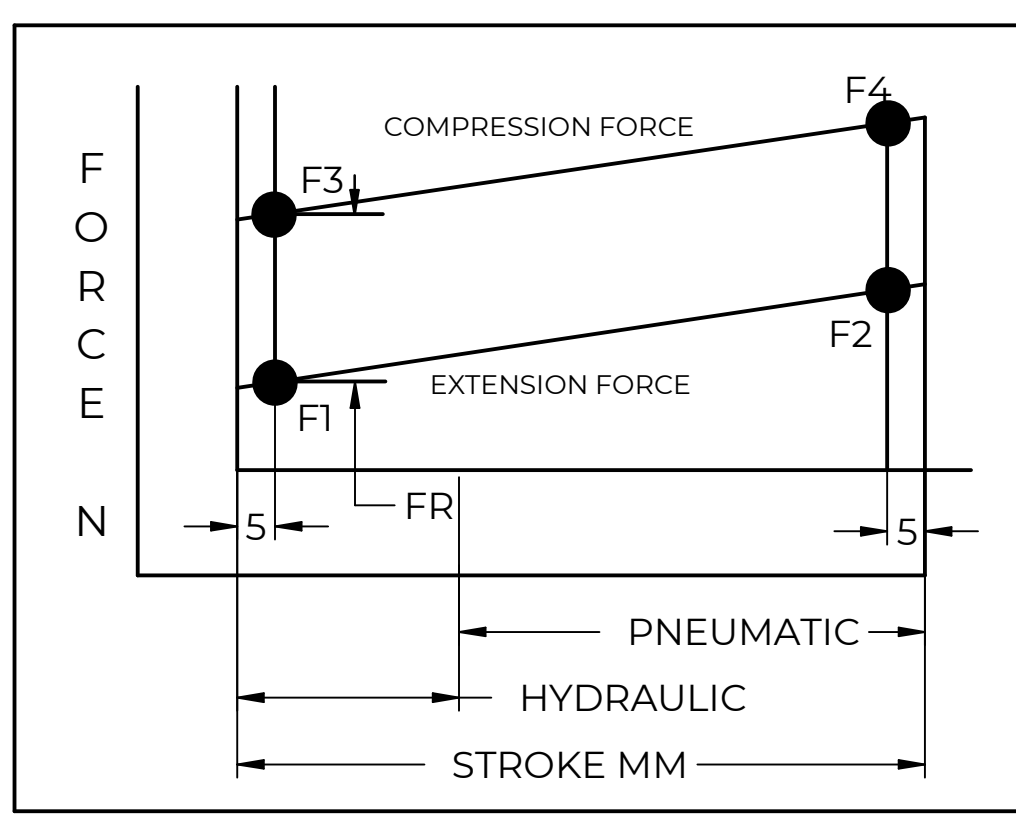 F4
COMPRESSION FORCE
F3
F
O
R
C
E
N
F2
EXTENSION FORCE
F1
FR
5
5
PNEUMATIC
HYDRAULIC
STROKE MM